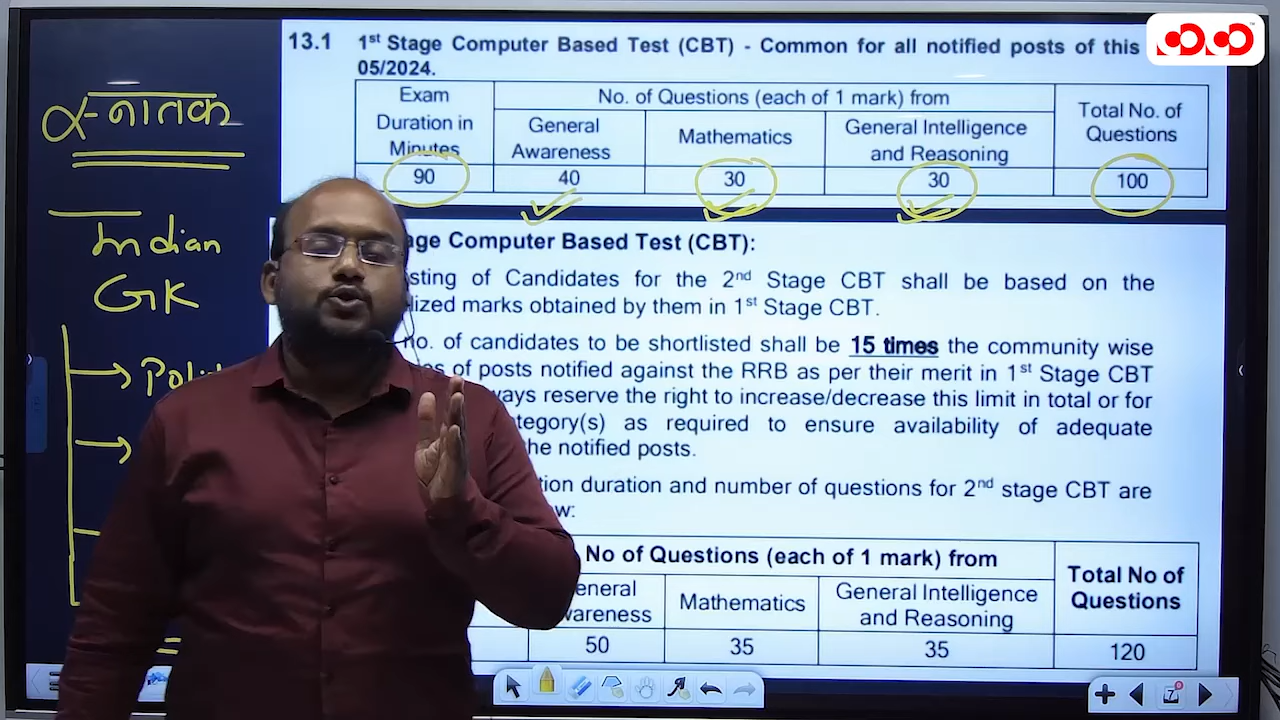 13.1 1st Stage Computer Based Test (CBT) - Common for all notified posts of this
05/2024.
Exam Duration in Minutes
No. of Questions (each of 1 mark) from
Total No. of Questions
General Awareness
Mathematics
General Intelligence and Reasoning
90 40 30 30 100
age Computer Based Test (CBT):
sting of Candidates for the 2nd Stage CBT shall be based on the
lized marks obtained by them in 1st Stage CBT.
no. of candidates to be shortlisted shall be 15 times the community wise
es of posts notified against the RRB as per their merit in 1st Stage CBT
ways reserve the right to increase/decrease this limit in total or for
tegory(s) as required to ensure availability of adequate
he notified posts.
tion duration and number of questions for 2nd stage CBT are
w:
No of Questions (each of 1 mark) from
Total No of Questions
eneral wareness
Mathematics
General Intelligence and Reasoning
50 35 35 120
Indian
GK
→ Poli
7